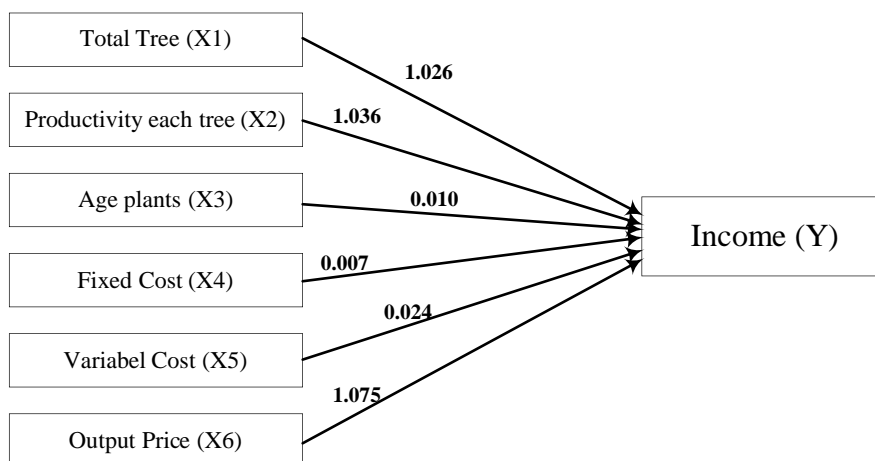 Total Tree (X1)
1.026
Productivity each tree (X2)
1.036
Age plants (X3)
0.010
Income (Y)
Fixed Cost (X4)
0.007
0.024
Variabel Cost (X5)
1.075
Output Price (X6)